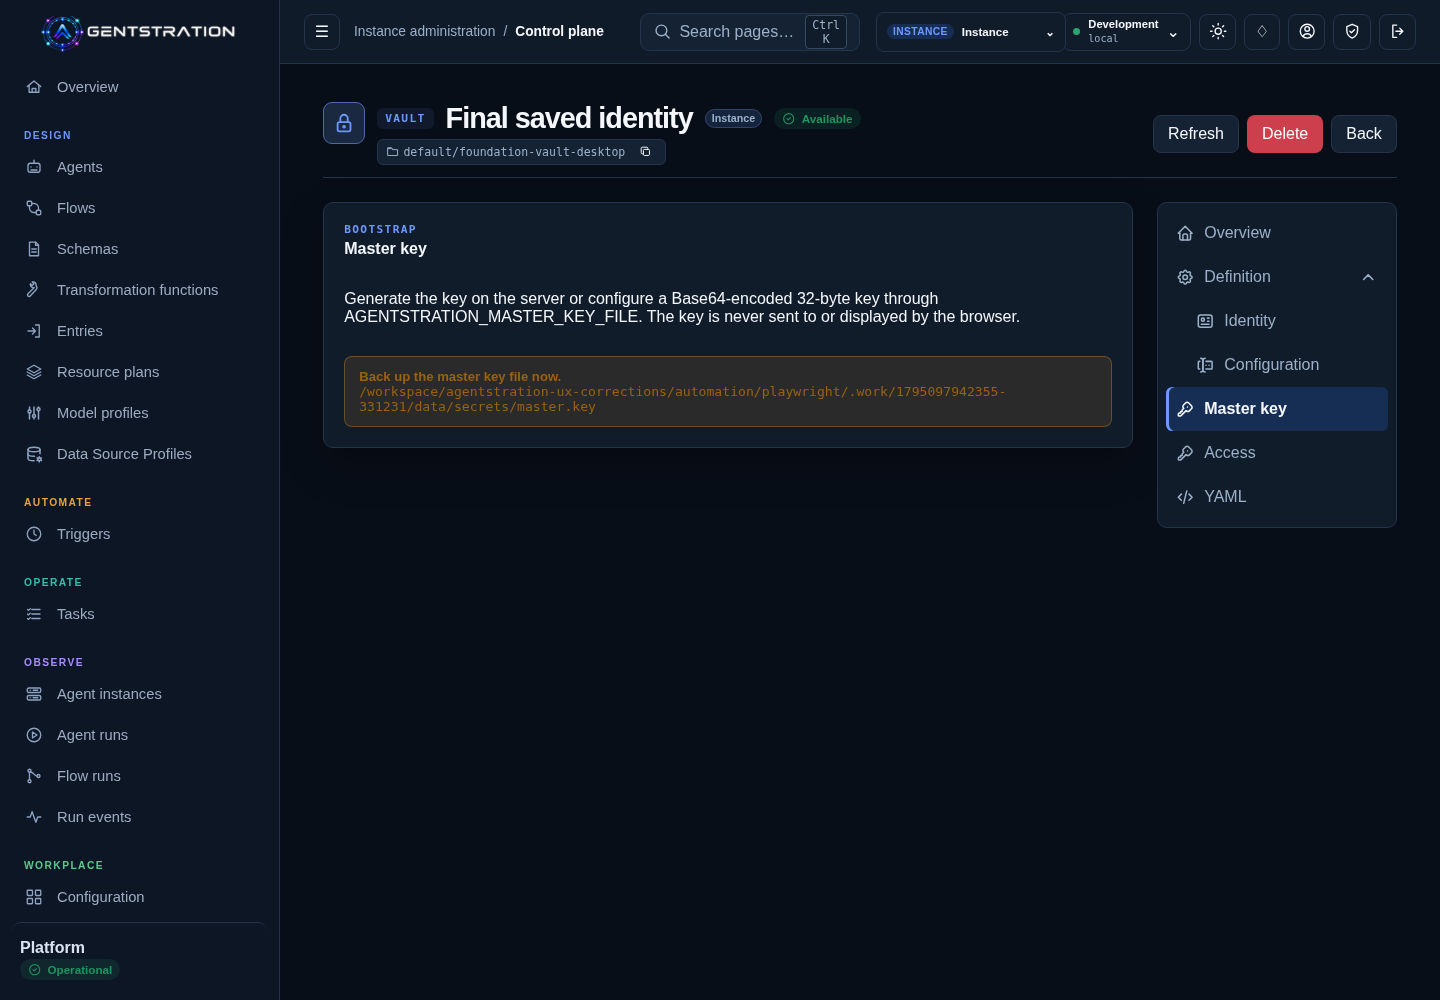 GENTSTRATION
Overview
DESIGN
Agents
Flows
Schemas
Transformation functions
Entries
Resource plans
Model profiles
Data Source Profiles
AUTOMATE
Triggers
OPERATE
Tasks
OBSERVE
Agent instances
Agent runs
Flow runs
Run events
WORKPLACE
Configuration
Platform
Operational
Instance administration / Control plane
Search pages…
Ctrl
K
INSTANCE Instance
Development
local
VAULT Final saved identity Instance Available
default/foundation-vault-desktop
Refresh Delete Back
BOOTSTRAP
Master key
Generate the key on the server or configure a Base64-encoded 32-byte key through
AGENTSTRATION_MASTER_KEY_FILE. The key is never sent to or displayed by the browser.
Back up the master key file now.
/workspace/agentstration-ux-corrections/automation/playwright/.work/1795097942355-
331231/data/secrets/master.key
Overview
Definition
Identity
Configuration
Master key
Access
YAML